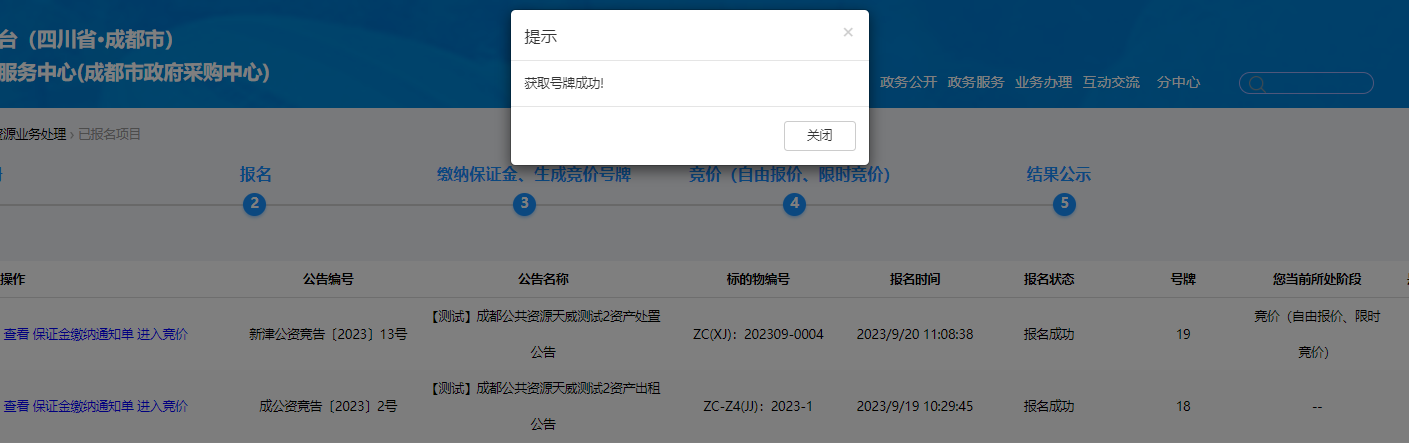 台（四川省•成都市）
服务中心(成都市政府采购中心)
提示
×
获取号牌成功!
关闭
政务公开 政务服务 业务办理 互动交流 分中心
资源业务处理 › 已报名项目
报名
缴纳保证金、生成竞价号牌
竞价（自由报价、限时竞价）
结果公示
2
3
4
5
操作 公告编号 公告名称 标的物编号 报名时间 报名状态 号牌 您当前所处阶段
查看 保证金缴纳通知单 进入竞价 新津公资竞告〔2023〕13号 【测试】成都公共资源天威测试2资产处置 ZC(XJ)：202309-0004 2023/9/20 11:08:38 报名成功 19 竞价（自由报价、限时
公告 竞价）
查看 保证金缴纳通知单 进入竞价 成公资竞告〔2023〕2号 【测试】成都公共资源天威测试2资产出租 ZC-Z4(JJ)：2023-1 2023/9/19 10:29:45 报名成功 18 --
公告